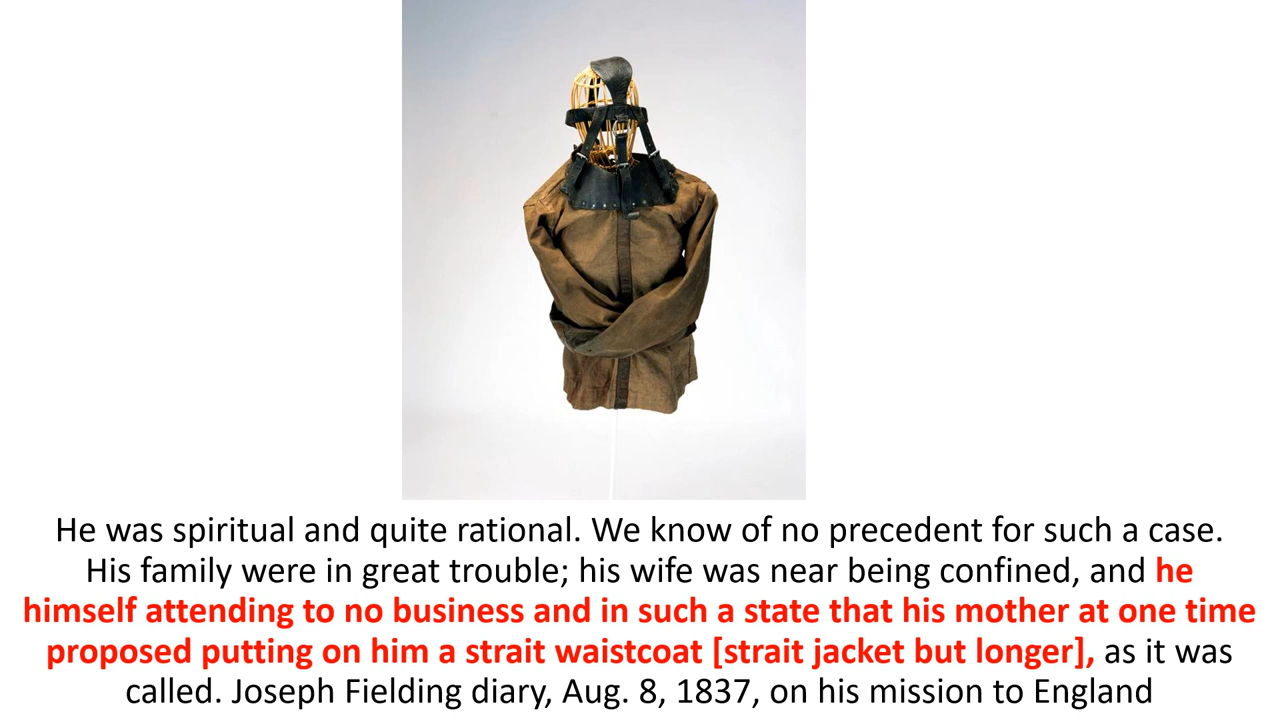 He was spiritual and quite rational. We know of no precedent for such a case.
His family were in great trouble; his wife was near being confined, and he
himself attending to no business and in such a state that his mother at one time
proposed putting on him a strait waistcoat [strait jacket but longer], as it was
called. Joseph Fielding diary, Aug. 8, 1837, on his mission to England